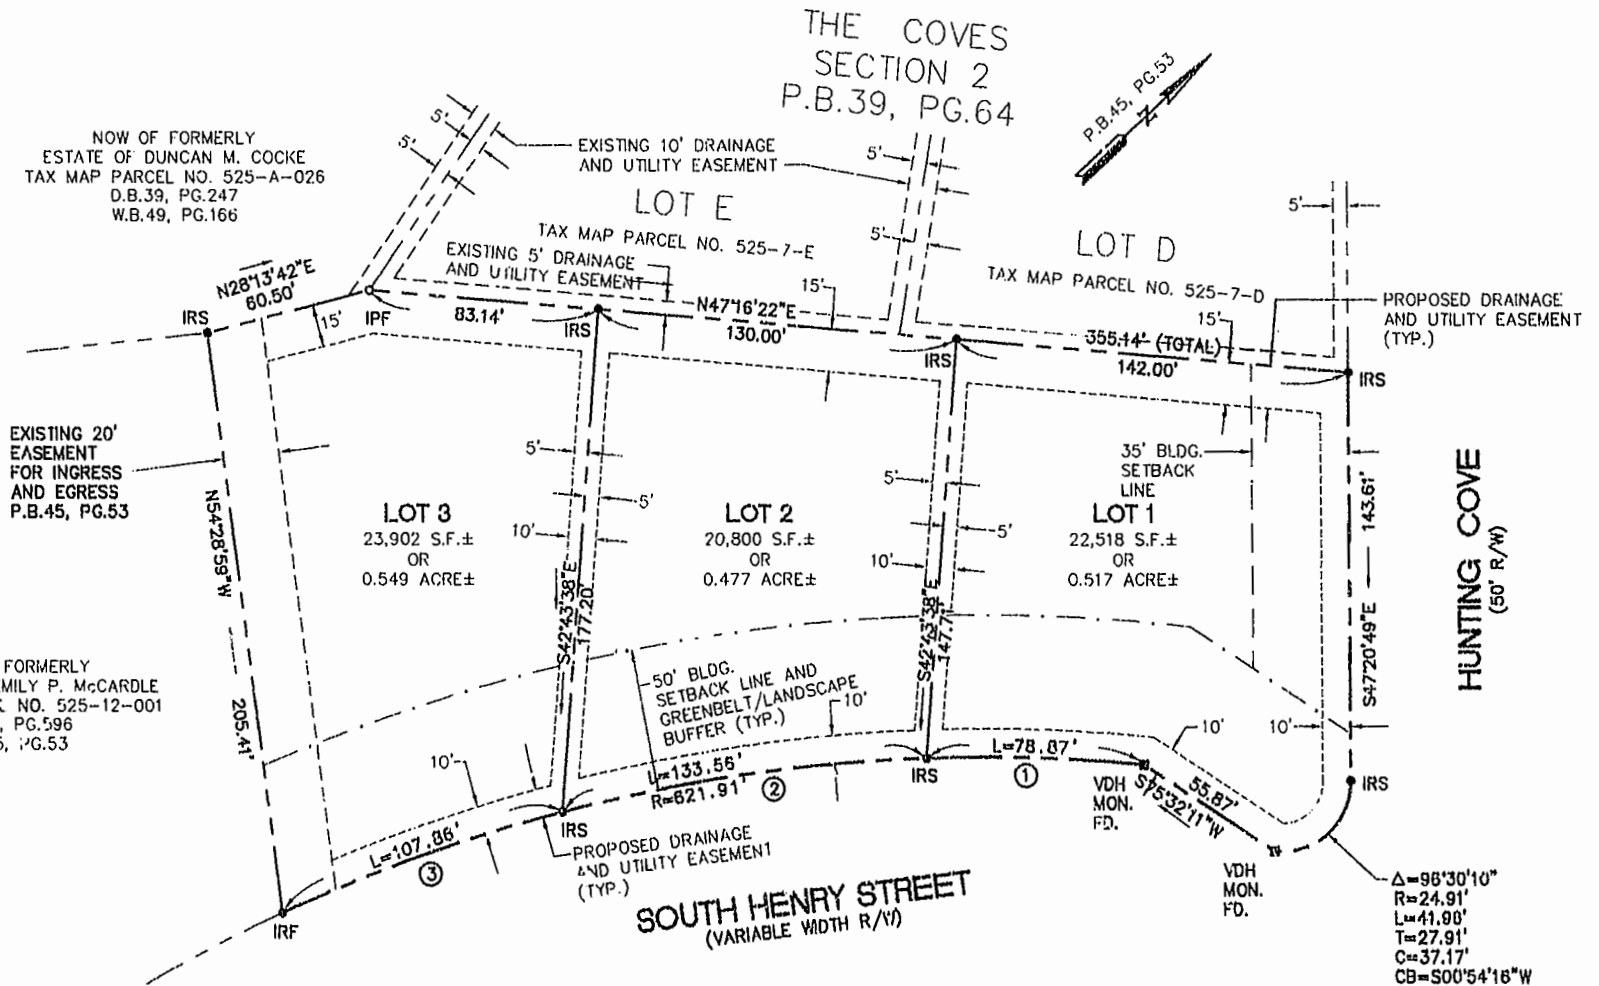 THE COVES
SECTION 2
P.B.39, PG.64
P.B.45, PG.53
NOW OF FORMERLY
ESTATE OF DUNCAN M. COCKE
TAX MAP PARCEL NO. 525-A-026
D.B.39, PG.247
W.B.49, PG.166
5'
5'
EXISTING 10' DRAINAGE
AND UTILITY EASEMENT
5'
5'
5'
LOT E
TAX MAP PARCEL NO. 525-7-E
LOT D
TAX MAP PARCEL NO. 525-7-D
EXISTING 5' DRAINAGE
AND UTILITY EASEMENT
PROPOSED DRAINAGE
AND UTILITY EASEMENT
(TYP.)
N28°13'42"E
60.50'
15'
IRS
IPF
83.14'
IRS
N47°16'22"E
130.00'
15'
IRS
355.14' (TOTAL)
142.00'
15'
IRS
EXISTING 20'
EASEMENT
FOR INGRESS
AND EGRESS
P.B.45, PG.53
N54°28'59"W
205.41'
LOT 3
23,902 S.F.±
OR
0.549 ACRE±
5'
5'
10'
S42°43'38"E
177.20'
LOT 2
20,800 S.F.±
OR
0.477 ACRE±
5'
5'
10'
S42°43'38"E
147.7
LOT 1
22,518 S.F.±
OR
0.517 ACRE±
35' BLDG.
SETBACK
LINE
143.61'
S47°20'49"E
HUNTING COVE
(50' R/W)
FORMERLY
MILY P. McCARDLE
NO. 525-12-001
PG.596
PG.53
50' BLDG.
SETBACK LINE AND
GREENBELT/LANDSCAPE
BUFFER (TYP.)
10'
10'
10'
10'
L=107.86'
3
IRF
IRS
L=133.56'
R=621.91'
2
IRS
L=78.87'
1
VDH
MON.
FD.
55.87'
S75°32'11"W
VDH
MON.
FD.
IRS
PROPOSED DRAINAGE
AND UTILITY EASEMENT
(TYP.)
SOUTH HENRY STREET
(VARIABLE WIDTH R/W)
Δ=96°30'10"
R=24.91'
L=41.96'
T=27.91'
C=37.17'
CB=S00°54'16"W